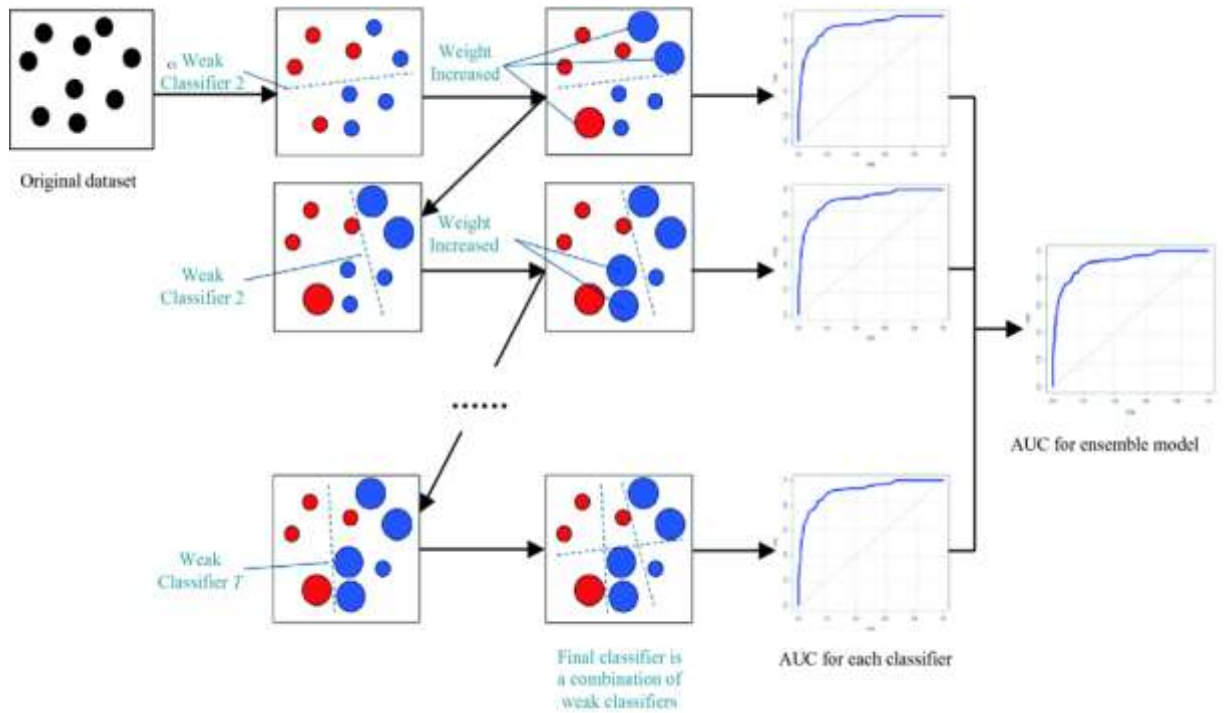 Weak
Classifier 2
Weight
Increased
Original dataset
Weak
Classifier 2
Weight
Increased
......
AUC for ensemble model
Weak
Classifier T
Final classifier is
a combination of
weak classifiers
AUC for each classifier